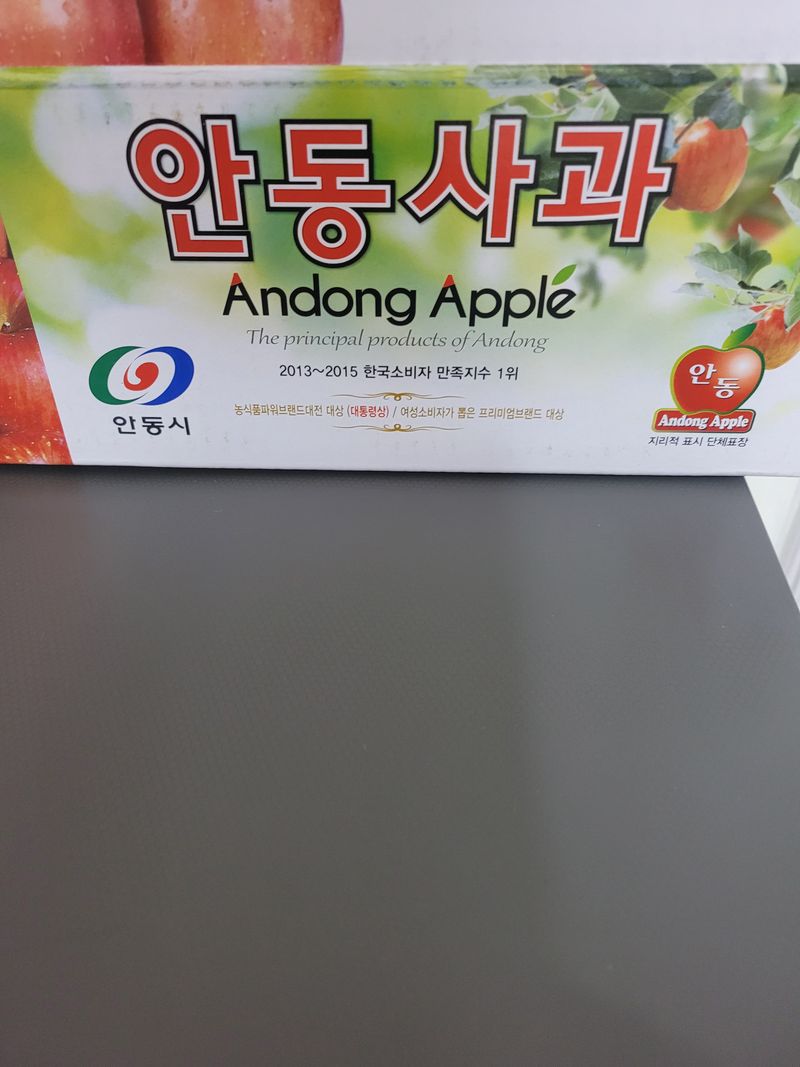 안동사과
Andong Apple
The principal products of Andong
2013~2015 한국소비자 만족지수 1위
농식품파워브랜드대전 대상 (대통령상) / 여성소비자가 뽑은 프리미엄브랜드 대상
안동시
안동
Andong Apple
지리적 표시 단체표장